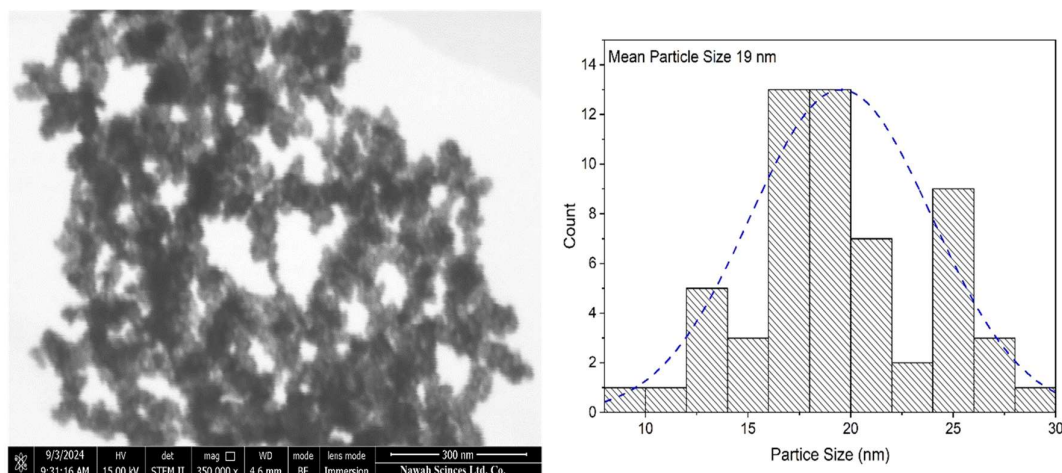 9/3/2024 HV det mag □ WD mode lens mode 300 nm
9:31:16 AM 15.00 kV STEM II 350 000 x 4.6 mm BF Immersion Nawah Scinces Ltd. Co.
Mean Particle Size 19 nm
14
12
10
8
6
4
2
0
Count
10 15 20 25 30
Partice Size (nm)